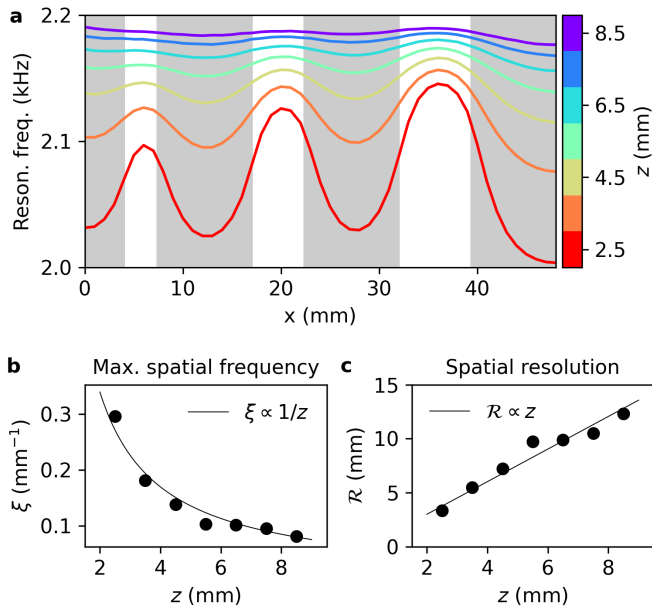 a
2.2
2.1
2.0
Reson. freq. (kHz)
0 10 20 30 40
x (mm)
8.5
6.5
4.5
2.5
z (mm)
b Max. spatial frequency
ξ ∝ 1/z
0.3
0.2
0.1
ξ (mm⁻¹)
2 4 6 8
z (mm)
c Spatial resolution
ℛ ∝ z
15
10
5
0
ℛ (mm)
2 4 6 8
z (mm)